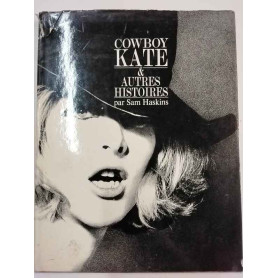 COWBOY
KATE
&
AUTRES
HISTOIRES
par Sam Haskins